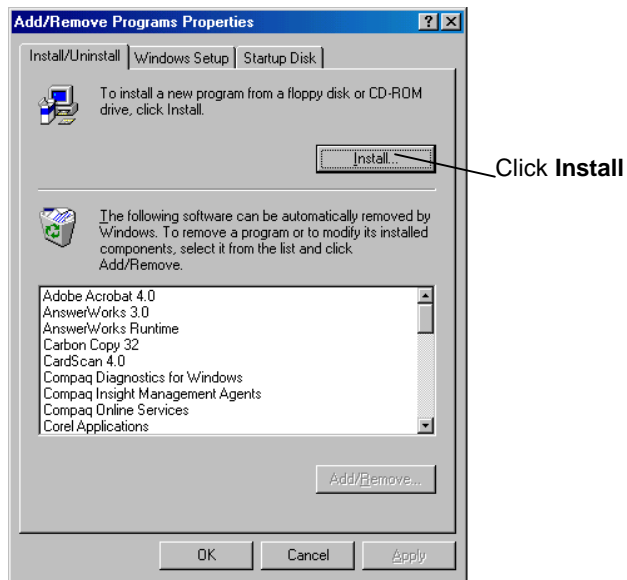 Add/Remove Programs Properties
Install/Uninstall
Windows Setup
Startup Disk
To install a new program from a floppy disk or CD-ROM
drive, click Install.
Install...
Click Install
The following software can be automatically removed by
Windows. To remove a program or to modify its installed
components, select it from the list and click
Add/Remove.
Adobe Acrobat 4.0
AnswerWorks 3.0
AnswerWorks Runtime
Carbon Copy 32
CardScan 4.0
Compaq Diagnostics for Windows
Compaq Insight Management Agents
Compaq Online Services
Corel Applications
Add/Remove...
OK
Cancel
Apply